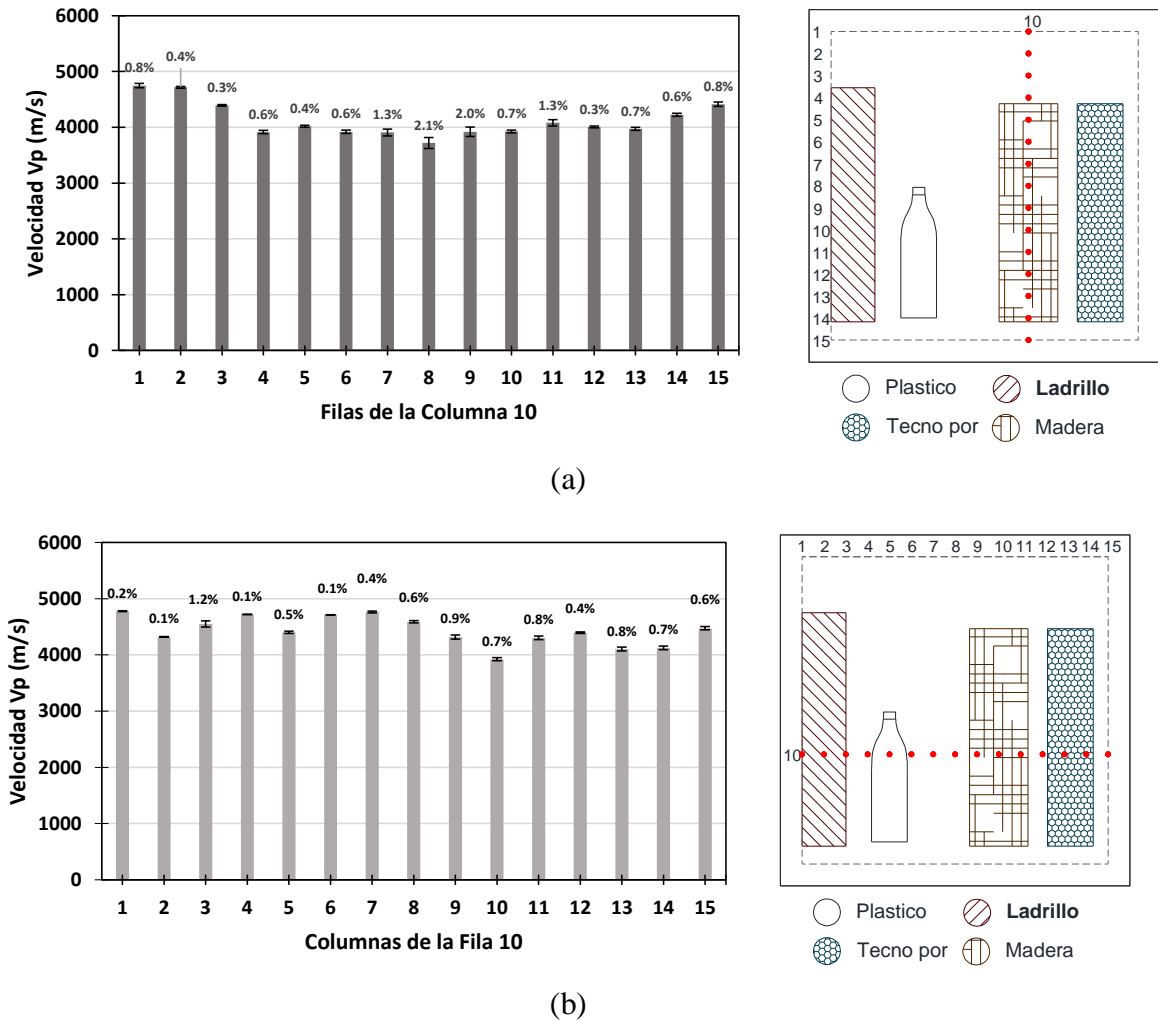 6000
5000
4000
3000
2000
1000
0
Velocidad Vp (m/s)
0.8% 0.4% 0.3% 0.6% 0.4% 0.6% 1.3% 2.1% 2.0% 0.7% 1.3% 0.3% 0.7% 0.6% 0.8%
1 2 3 4 5 6 7 8 9 10 11 12 13 14 15
Filas de la Columna 10
10
1
2
3
4
5
6
7
8
9
10
11
12
13
14
15
Plastico Ladrillo
Tecno por Madera
(a)
6000
5000
4000
3000
2000
1000
0
Velocidad Vp (m/s)
0.2% 0.1% 1.2% 0.1% 0.5% 0.1% 0.4% 0.6% 0.9% 0.7% 0.8% 0.4% 0.8% 0.7% 0.6%
1 2 3 4 5 6 7 8 9 10 11 12 13 14 15
Columnas de la Fila 10
1 2 3 4 5 6 7 8 9 10 11 12 13 14 15
10
Plastico Ladrillo
Tecno por Madera
(b)